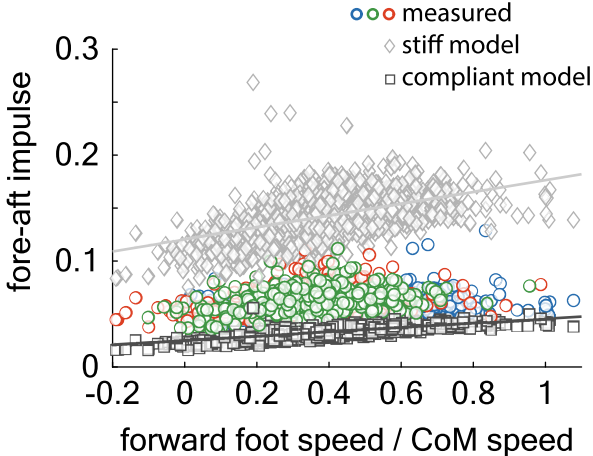 measured
stiff model
compliant model
fore-aft impulse
0.3
0.2
0.1
0
-0.2 0 0.2 0.4 0.6 0.8 1
forward foot speed / CoM speed